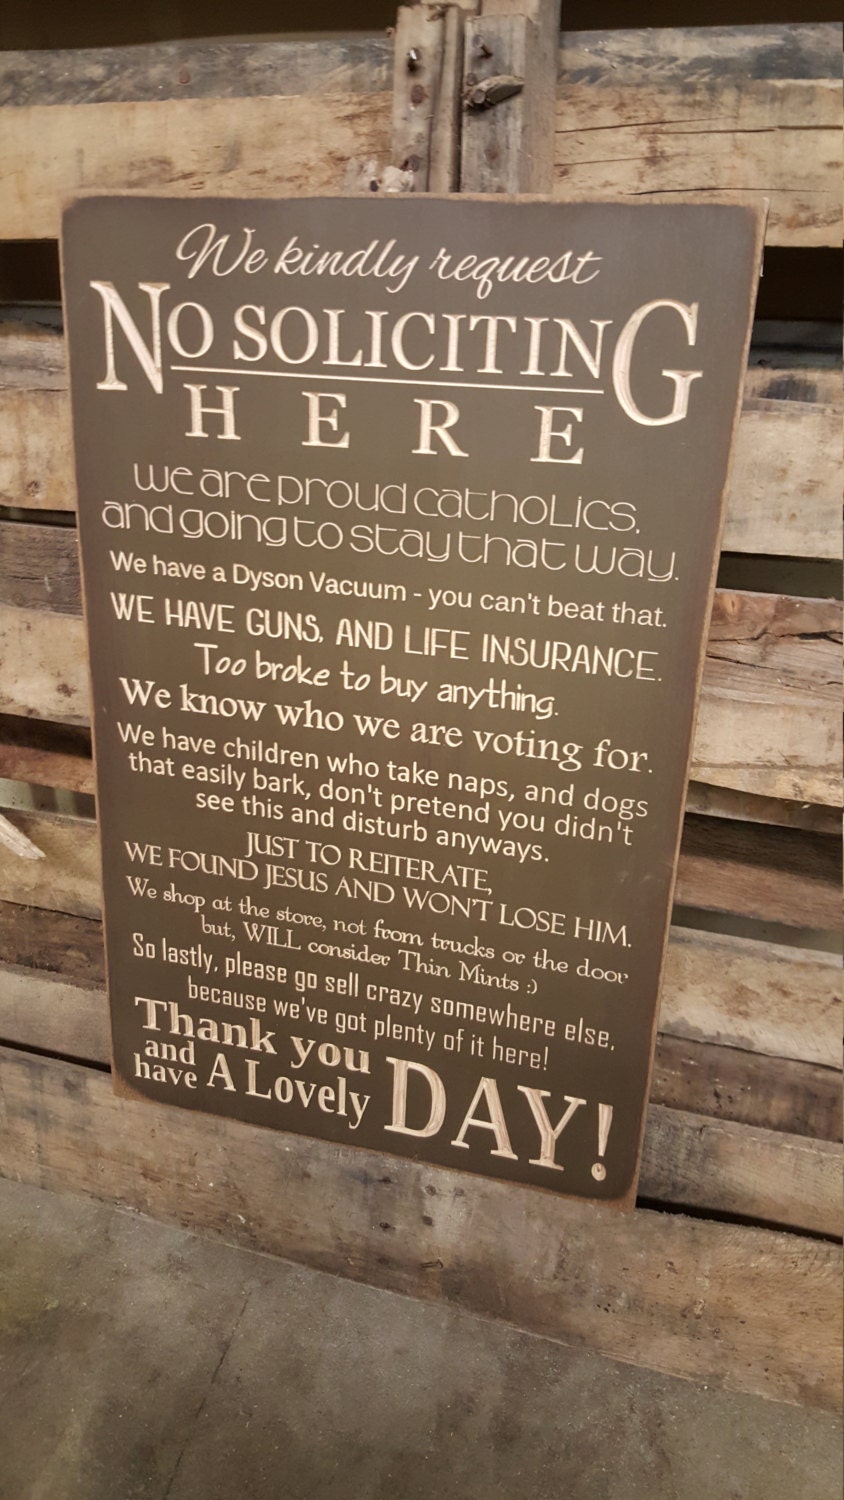 We kindly request
NO SOLICITING
HERE
we are proud catholics,
and going to stay that way.
We have a Dyson Vacuum - you can't beat that.
WE HAVE GUNS, AND LIFE INSURANCE.
Too broke to buy anything.
We know who we are voting for.
We have children who take naps, and dogs
that easily bark, don't pretend you didn't
see this and disturb anyways.
JUST TO REITERATE,
WE FOUND JESUS AND WON'T LOSE HIM.
We shop at the store, not from trucks or the door
but, WILL consider Thin Mints :)
So lastly, please go sell crazy somewhere else,
because we've got plenty of it here!
Thank you
and
have A Lovely DAY!